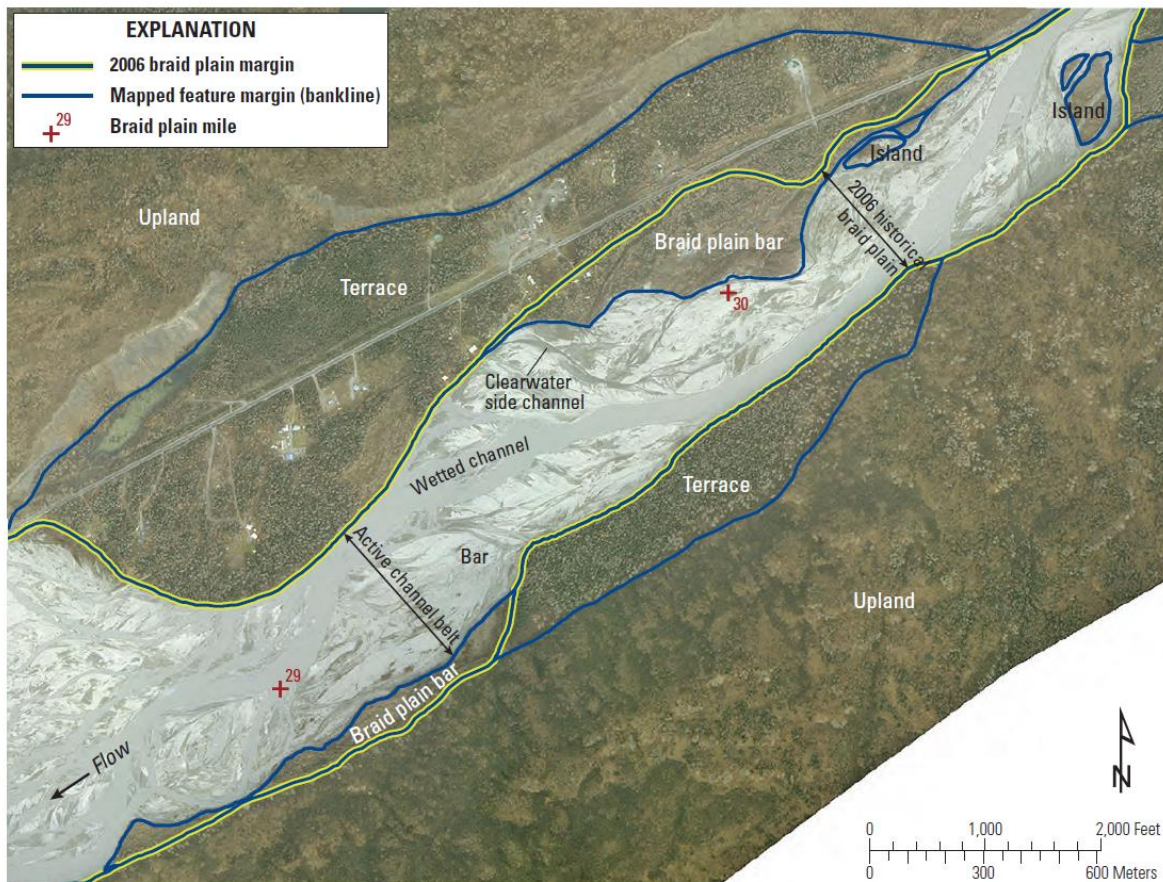 EXPLANATION
2006 braid plain margin
Mapped feature margin (bankline)
29
Braid plain mile
Island
Island
Upland
2006 historical
braid plain
Braid plain bar
Terrace
30
Clearwater
side channel
Wetted channel
Terrace
Active channel belt
Bar
Upland
29
Braid plain bar
Flow
N
0 1,000 2,000 Feet
0 300 600 Meters